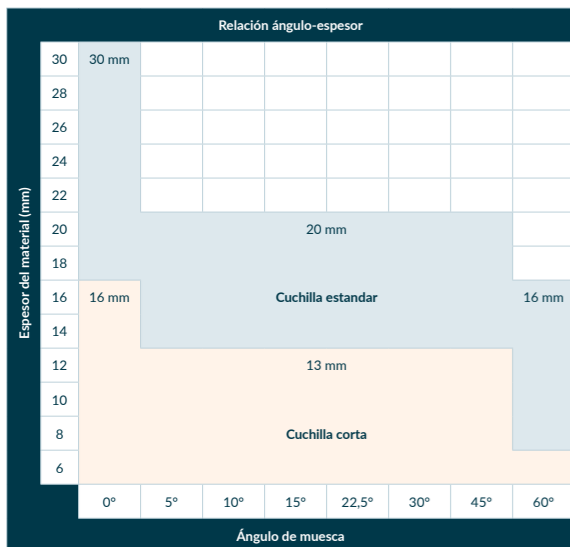 Relación ángulo-espesor
Espesor del material (mm)
30 30 mm
28
26
24
22
20 20 mm
18
16 16 mm Cuchilla estandar 16 mm
14
12 13 mm
10
8 Cuchilla corta
6
0° 5° 10° 15° 22,5° 30° 45° 60°
Ángulo de muesca